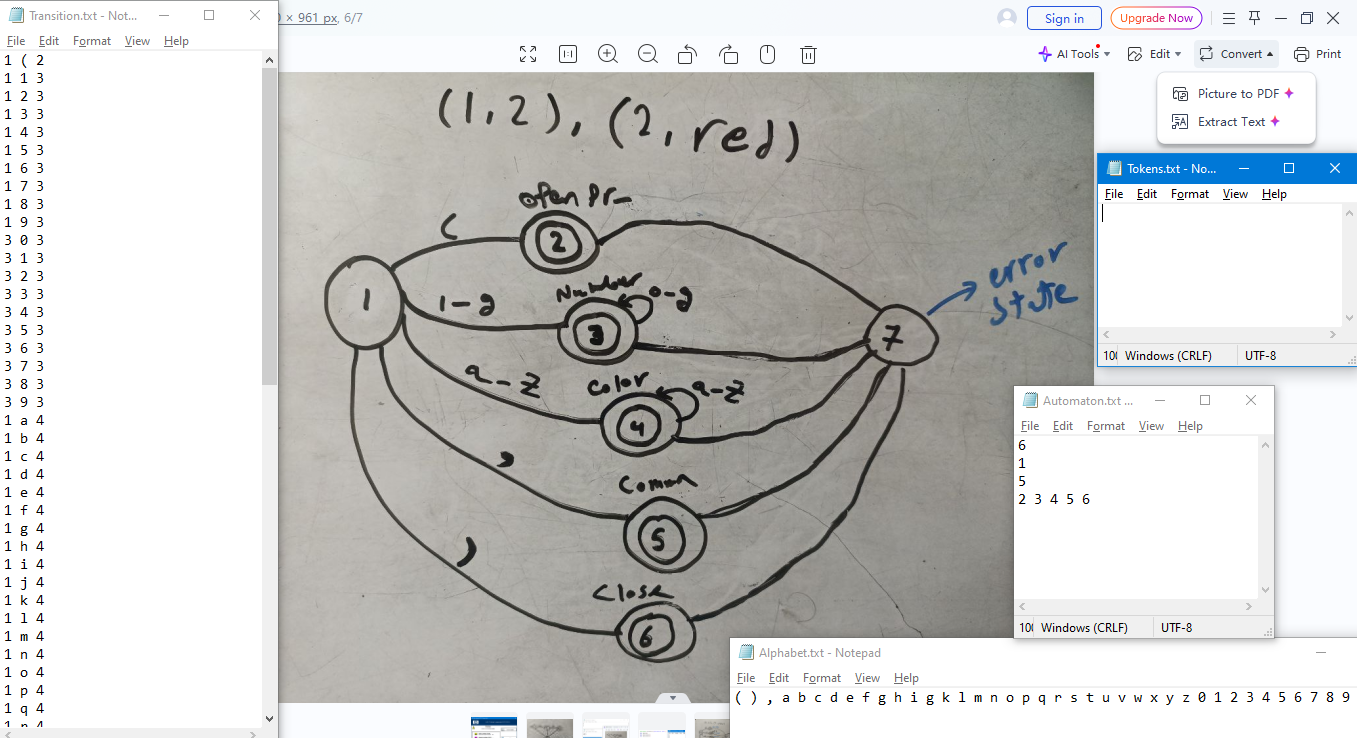 Transition.txt - Not...
File Edit Format View Help
1 ( 2
1 1 3
1 2 3
1 3 3
1 4 3
1 5 3
1 6 3
1 7 3
1 8 3
1 9 3
3 0 3
3 1 3
3 2 3
3 3 3
3 4 3
3 5 3
3 6 3
3 7 3
3 8 3
3 9 3
1 a 4
1 b 4
1 c 4
1 d 4
1 e 4
1 f 4
1 g 4
1 h 4
1 i 4
1 j 4
1 k 4
1 l 4
1 m 4
1 n 4
1 o 4
1 p 4
1 q 4
× 961 px, 6/7
Sign in
Upgrade Now
AI Tools
Edit
Convert
Print
Picture to PDF
Extract Text
(1,2), (2,red)
open Pr-
(
2
1
1-9
Number
0-9
3
a-z
Color
a-z
4
,
Comma
5
)
Close
6
7
error
state
Tokens.txt - No...
File Edit Format View Help
100 Windows (CRLF) UTF-8
Automaton.txt ...
File Edit Format View Help
6
1
5
2 3 4 5 6
100 Windows (CRLF) UTF-8
Alphabet.txt - Notepad
File Edit Format View Help
( ) , a b c d e f g h i g k l m n o p q r s t u v w x y z 0 1 2 3 4 5 6 7 8 9